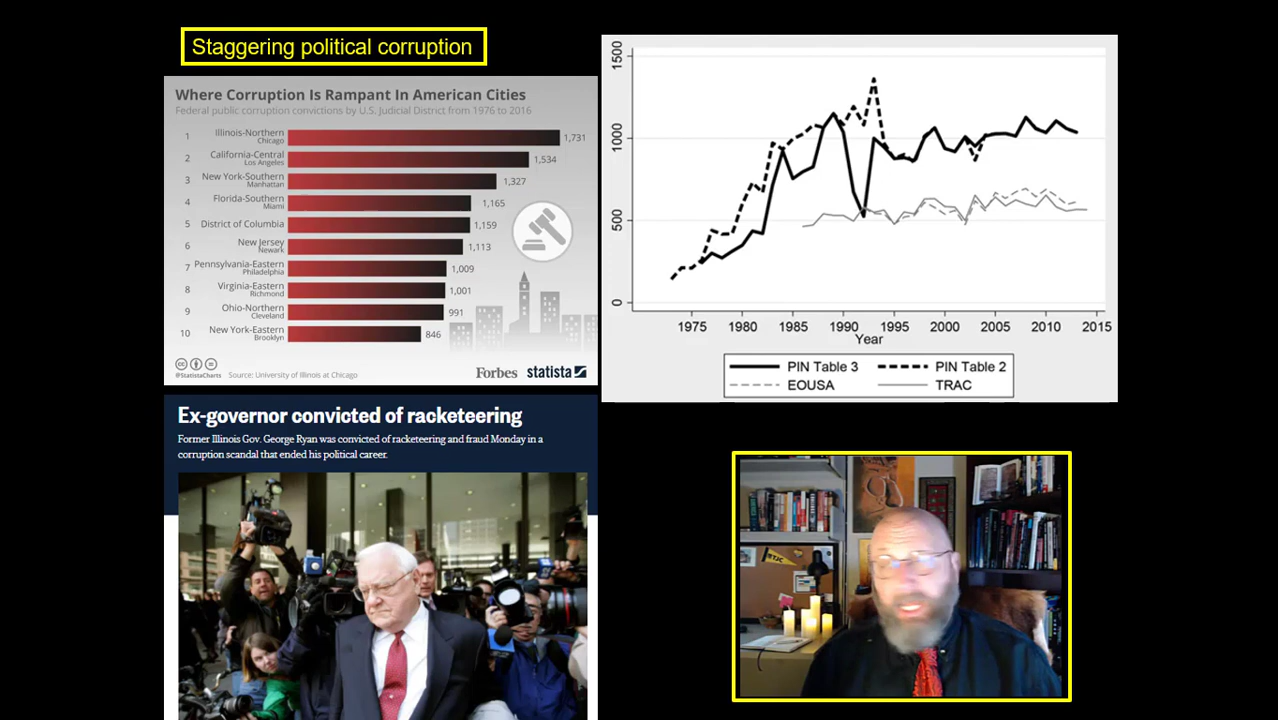 Staggering political corruption
Where Corruption Is Rampant In American Cities
Federal public corruption convictions by U.S. Judicial District from 1976 to 2016
1 Illinois-Northern 1,731
Chicago
2 California-Central 1,534
Los Angeles
3 New York-Southern 1,327
Manhattan
4 Florida-Southern 1,165
Miami
5 District of Columbia 1,159
6 New Jersey 1,113
Newark
7 Pennsylvania-Eastern 1,009
Philadelphia
8 Virginia-Eastern 1,001
Richmond
9 Ohio-Northern 991
Cleveland
10 New York-Eastern 846
Brooklyn
@StatistaCharts Source: University of Illinois at Chicago
Forbes statista
Ex-governor convicted of racketeering
Former Illinois Gov. George Ryan was convicted of racketeering and fraud Monday in a
corruption scandal that ended his political career.
1500
1000
500
0
1975 1980 1985 1990 1995 2000 2005 2010 2015
Year
PIN Table 3 PIN Table 2
EOUSA TRAC